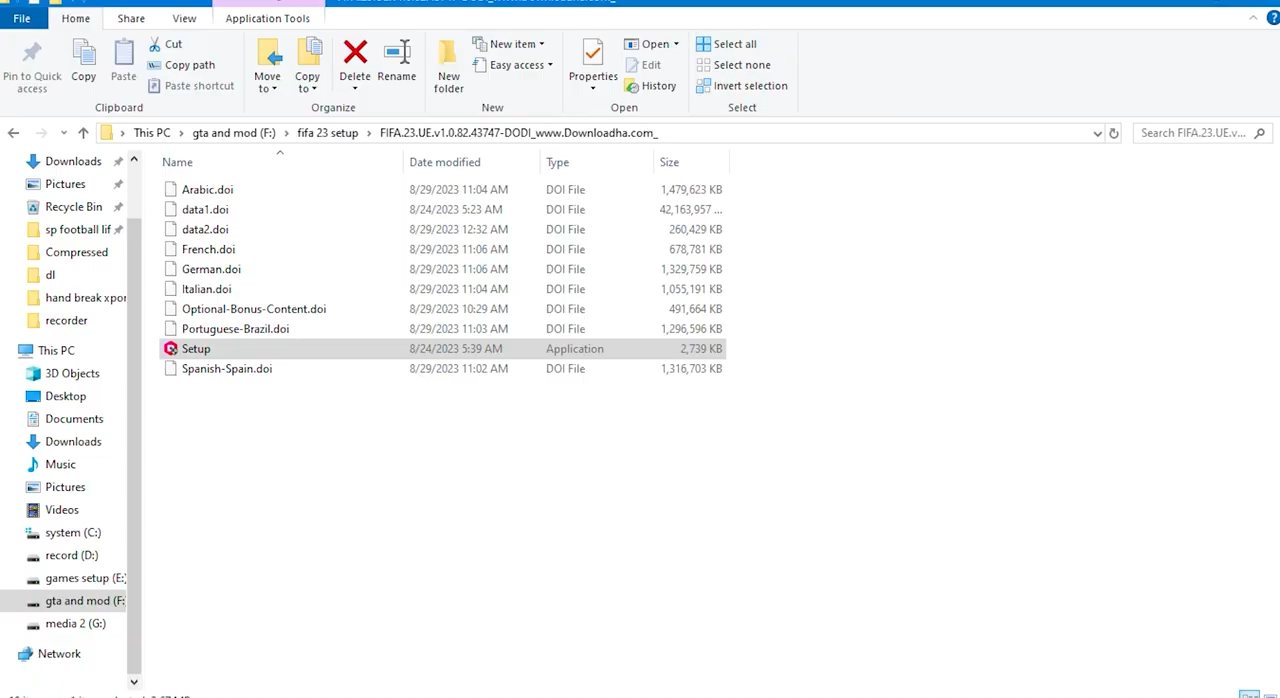 File Home Share View Application Tools
Pin to Quick access
Copy
Paste
Cut
Copy path
Paste shortcut
Clipboard
Move to
Copy to
Delete
Rename
Organize
New folder
New item
Easy access
New
Properties
Open
Edit
History
Open
Select all
Select none
Invert selection
Select
This PC > gta and mod (F:) > fifa 23 setup > FIFA.23.UE.v1.0.82.43747-DODI_www.Downloadha.com_
Search FIFA.23.UE.v...
Downloads
Pictures
Recycle Bin
sp football lif
Compressed
dl
hand break xpor
recorder
This PC
3D Objects
Desktop
Documents
Downloads
Music
Pictures
Videos
system (C:)
record (D:)
games setup (E:)
gta and mod (F:
media 2 (G:)
Network
Name Date modified Type Size
Arabic.doi 8/29/2023 11:04 AM DOI File 1,479,623 KB
data1.doi 8/24/2023 5:23 AM DOI File 42,163,957 ...
data2.doi 8/29/2023 12:32 AM DOI File 260,429 KB
French.doi 8/29/2023 11:06 AM DOI File 678,781 KB
German.doi 8/29/2023 11:06 AM DOI File 1,329,759 KB
Italian.doi 8/29/2023 11:04 AM DOI File 1,055,191 KB
Optional-Bonus-Content.doi 8/29/2023 10:29 AM DOI File 491,664 KB
Portuguese-Brazil.doi 8/29/2023 11:03 AM DOI File 1,296,596 KB
Setup 8/24/2023 5:39 AM Application 2,739 KB
Spanish-Spain.doi 8/29/2023 11:02 AM DOI File 1,316,703 KB